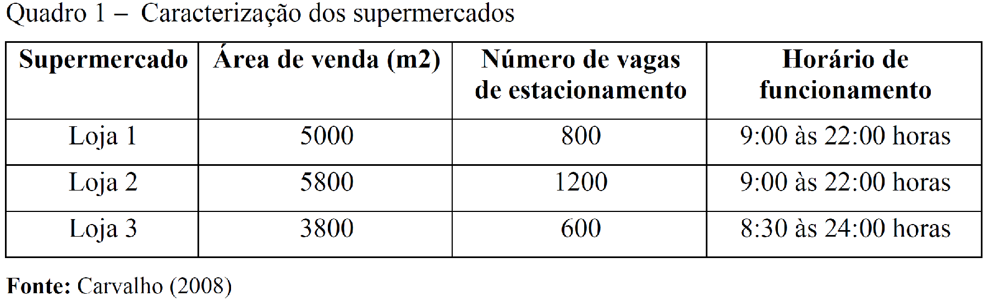 Quadro 1 – Caracterização dos supermercados
Supermercado Área de venda (m2) Número de vagas de estacionamento Horário de funcionamento
Loja 1 5000 800 9:00 às 22:00 horas
Loja 2 5800 1200 9:00 às 22:00 horas
Loja 3 3800 600 8:30 às 24:00 horas
Fonte: Carvalho (2008)